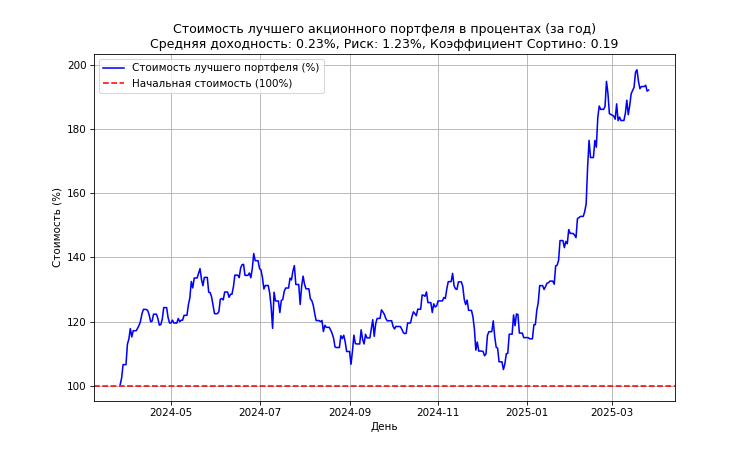 Стоимость лучшего акционного портфеля в процентах (за год)
Средняя доходность: 0.23%, Риск: 1.23%, Коэффициент Сортино: 0.19
Стоимость лучшего портфеля (%)
Начальная стоимость (100%)
Стоимость (%)
200
180
160
140
120
100
2024-05
2024-07
2024-09
2024-11
2025-01
2025-03
День